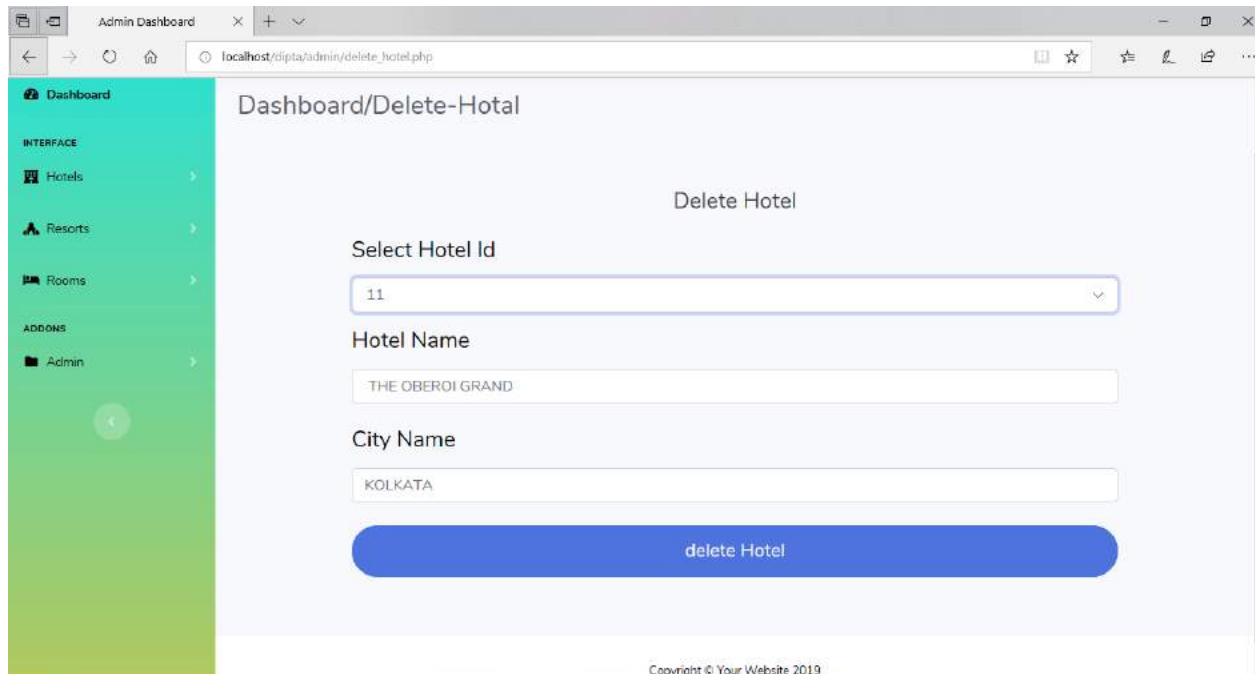 Admin Dashboard
localhost/dipta/admin/delete_hotel.php
Dashboard
INTERFACE
Hotels
Resorts
Rooms
ADDONS
Admin
Dashboard/Delete-Hotal
Delete Hotel
Select Hotel Id
11
Hotel Name
THE OBEROI GRAND
City Name
KOLKATA
delete Hotel
Copyright © Your Website 2019